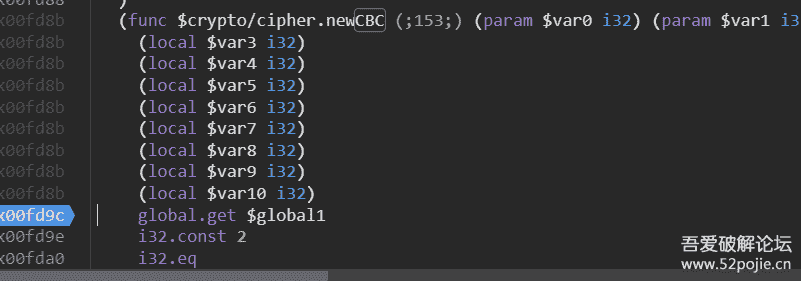 x00fd88 )
x00fd8b (func $crypto/cipher.newCBC (;153;) (param $var0 i32) (param $var1 i3
x00fd8b (local $var3 i32)
x00fd8b (local $var4 i32)
x00fd8b (local $var5 i32)
x00fd8b (local $var6 i32)
x00fd8b (local $var7 i32)
x00fd8b (local $var8 i32)
x00fd8b (local $var9 i32)
x00fd8b (local $var10 i32)
x00fd9c global.get $global1
x00fd9e i32.const 2
x00fda0 i32.eq
吾爱破解论坛
www.52pojie.cn